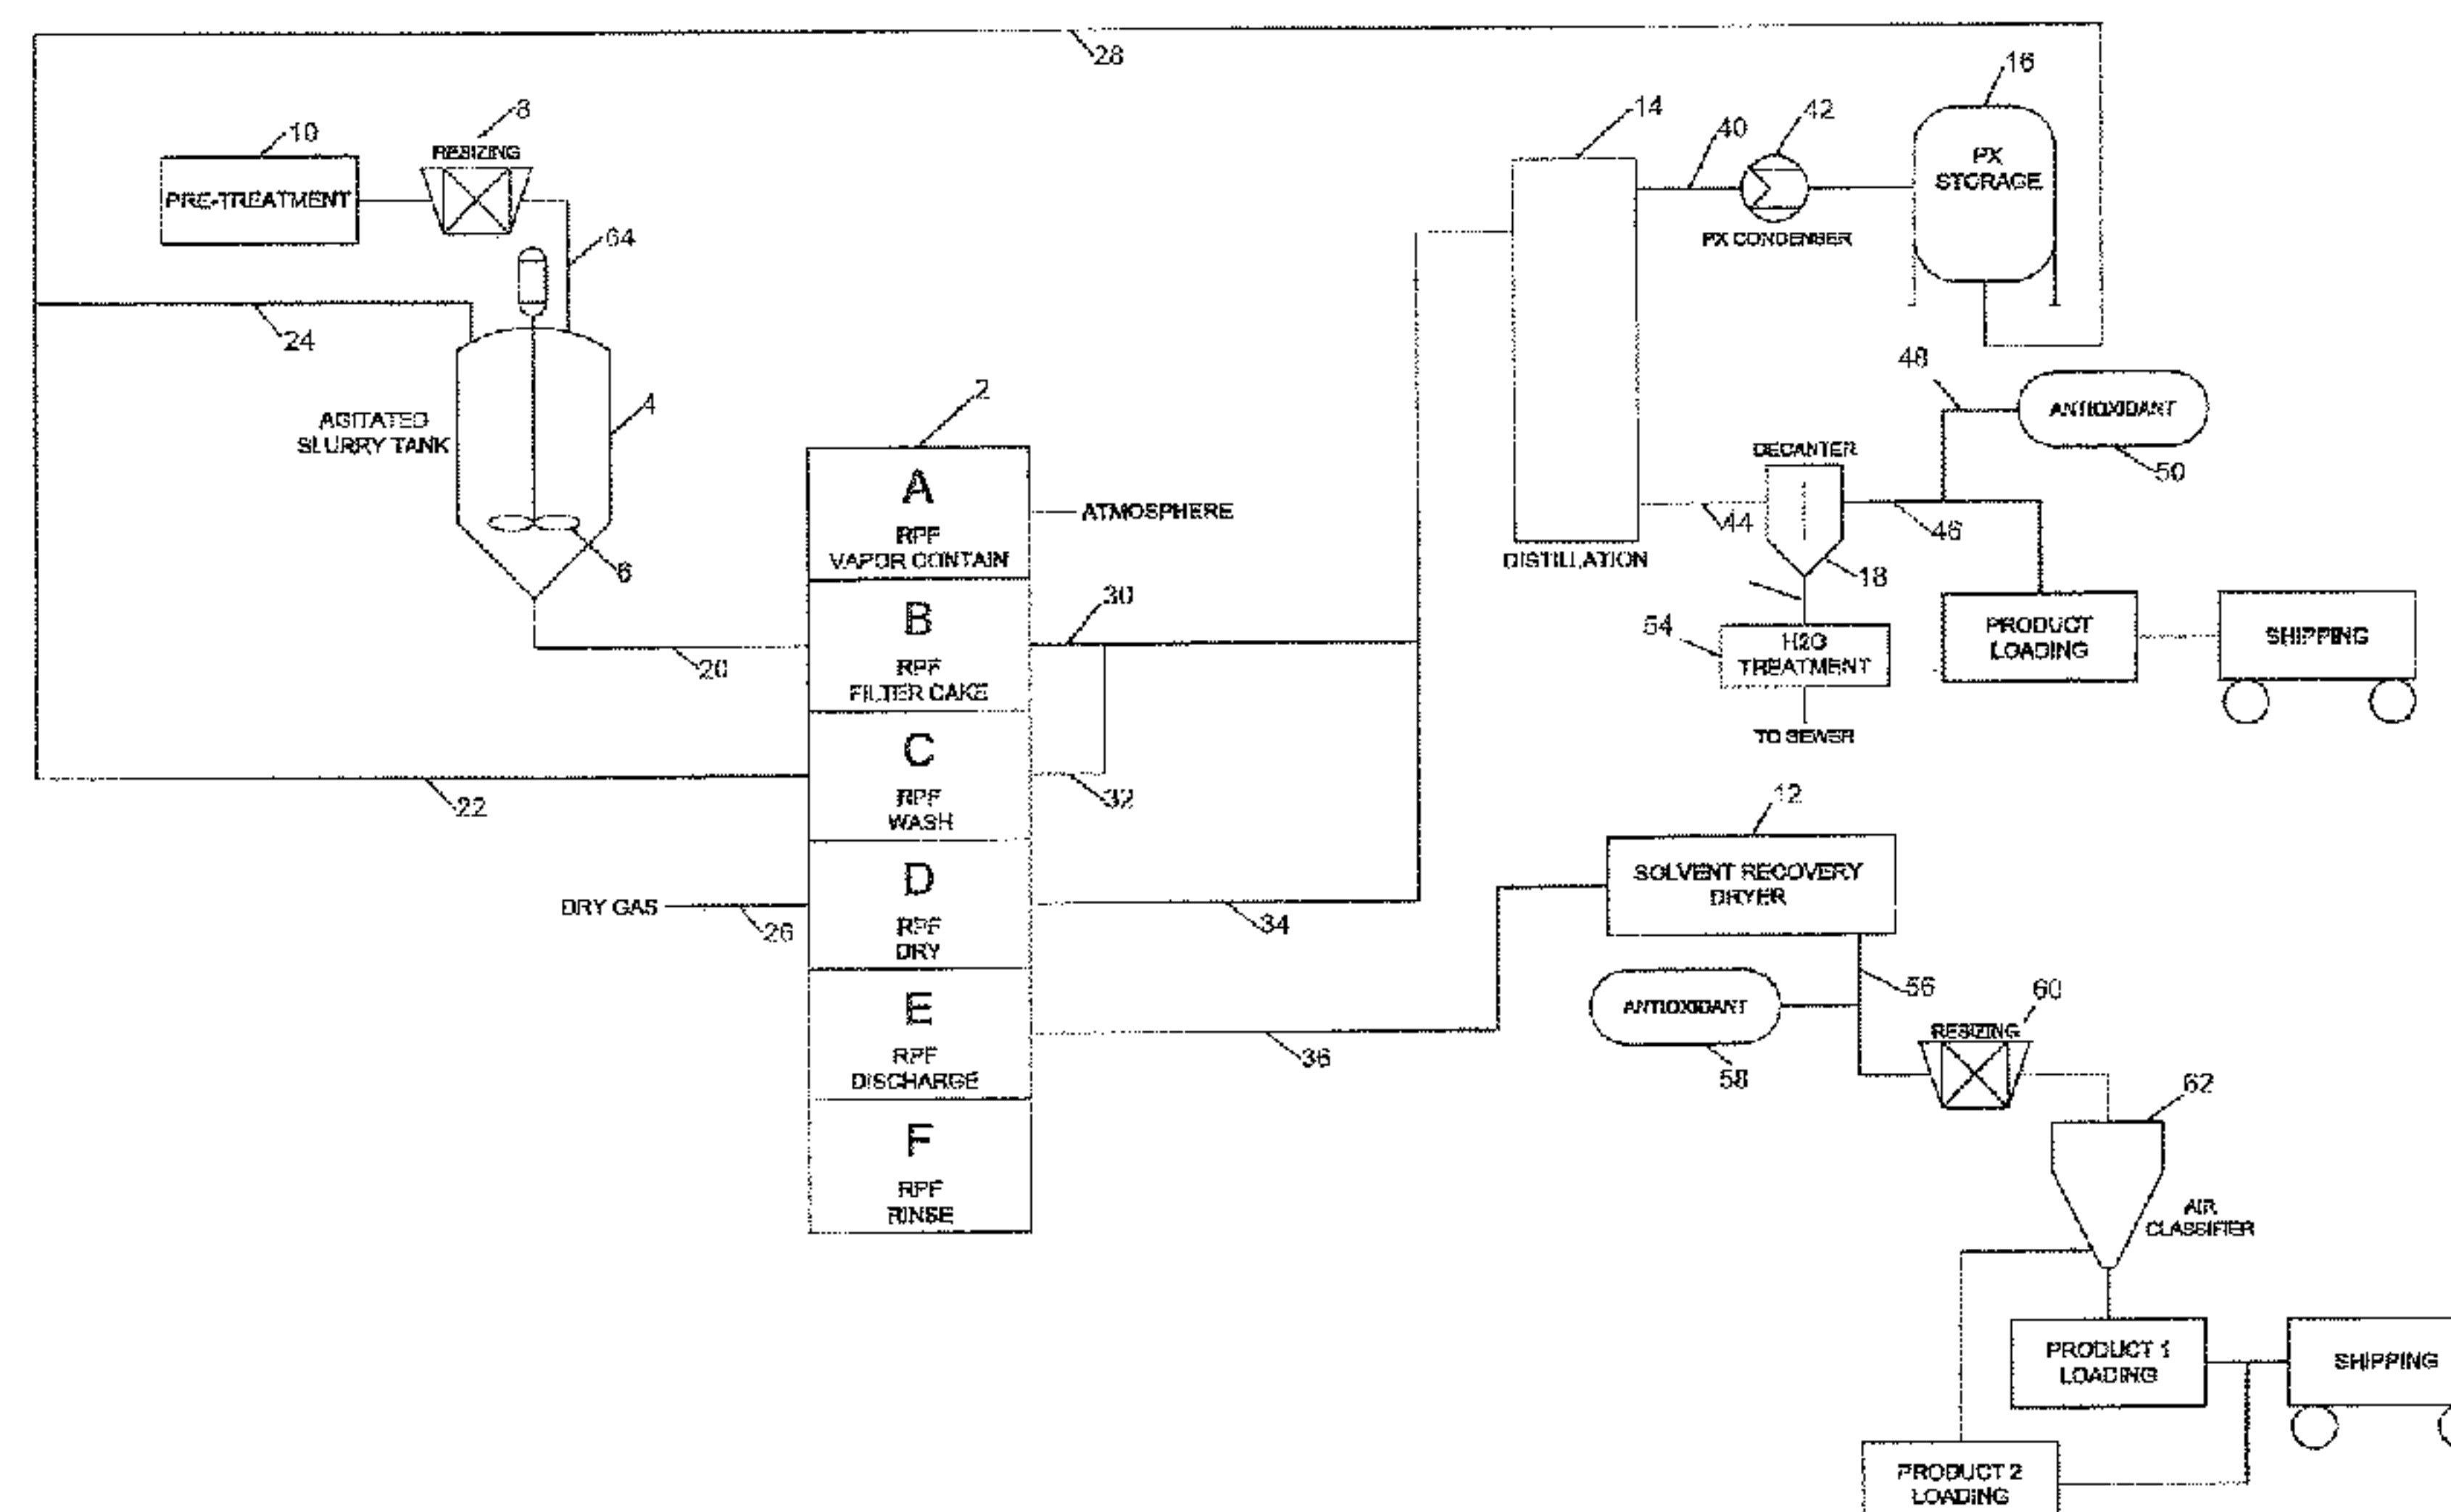 28
16
8
14
42
10
40
RESIZING
PX
STORAGE
PRE-TREATMENT
64
PX CONDENSER
24
48
2
4
ANTIOXIDANT
AGITATED
SLURRY TANK
DECANTER
50
A
ATMOSPHERE
44
46
RPF
VAPOR CONTAIN
DISTILLATION
6
18
30
B
54
PRODUCT
LOADING
SHIPPING
H2O
TREATMENT
20
RPF
FILTER CAKE
TO SEWER
C
22
32
RPF
WASH
12
D
SOLVENT RECOVERY
DRYER
DRY GAS
26
34
RPF
DRY
56
60
E
ANTIOXIDANT
RESIZING
36
RPF
DISCHARGE
58
62
F
RPF
RINSE
AIR
CLASSIFIER
PRODUCT 1
LOADING
SHIPPING
PRODUCT 2
LOADING